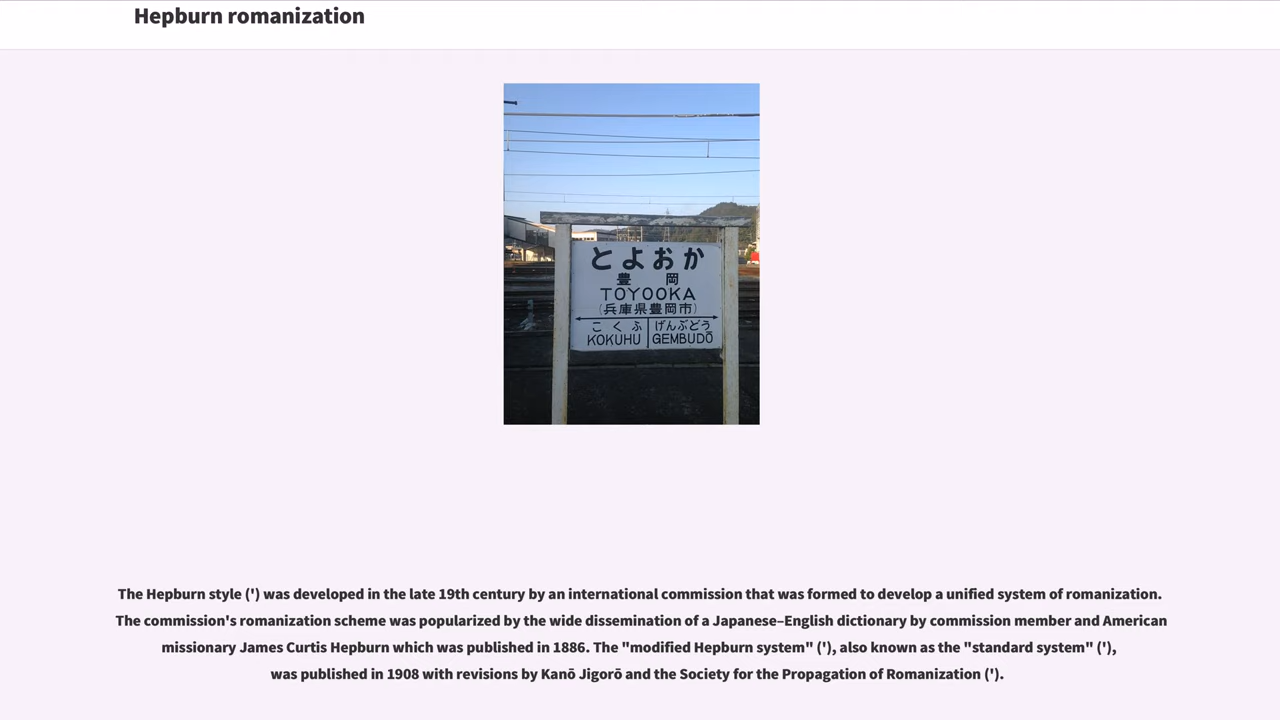 Hepburn romanization
とよおか
豊 岡
TOYOOKA
(兵庫県豊岡市)
こくふ げんぶどう
KOKUHU GEMBUDŌ
The Hepburn style (') was developed in the late 19th century by an international commission that was formed to develop a unified system of romanization.
The commission's romanization scheme was popularized by the wide dissemination of a Japanese–English dictionary by commission member and American
missionary James Curtis Hepburn which was published in 1886. The "modified Hepburn system" ('), also known as the "standard system" ('),
was published in 1908 with revisions by Kanō Jigorō and the Society for the Propagation of Romanization (').